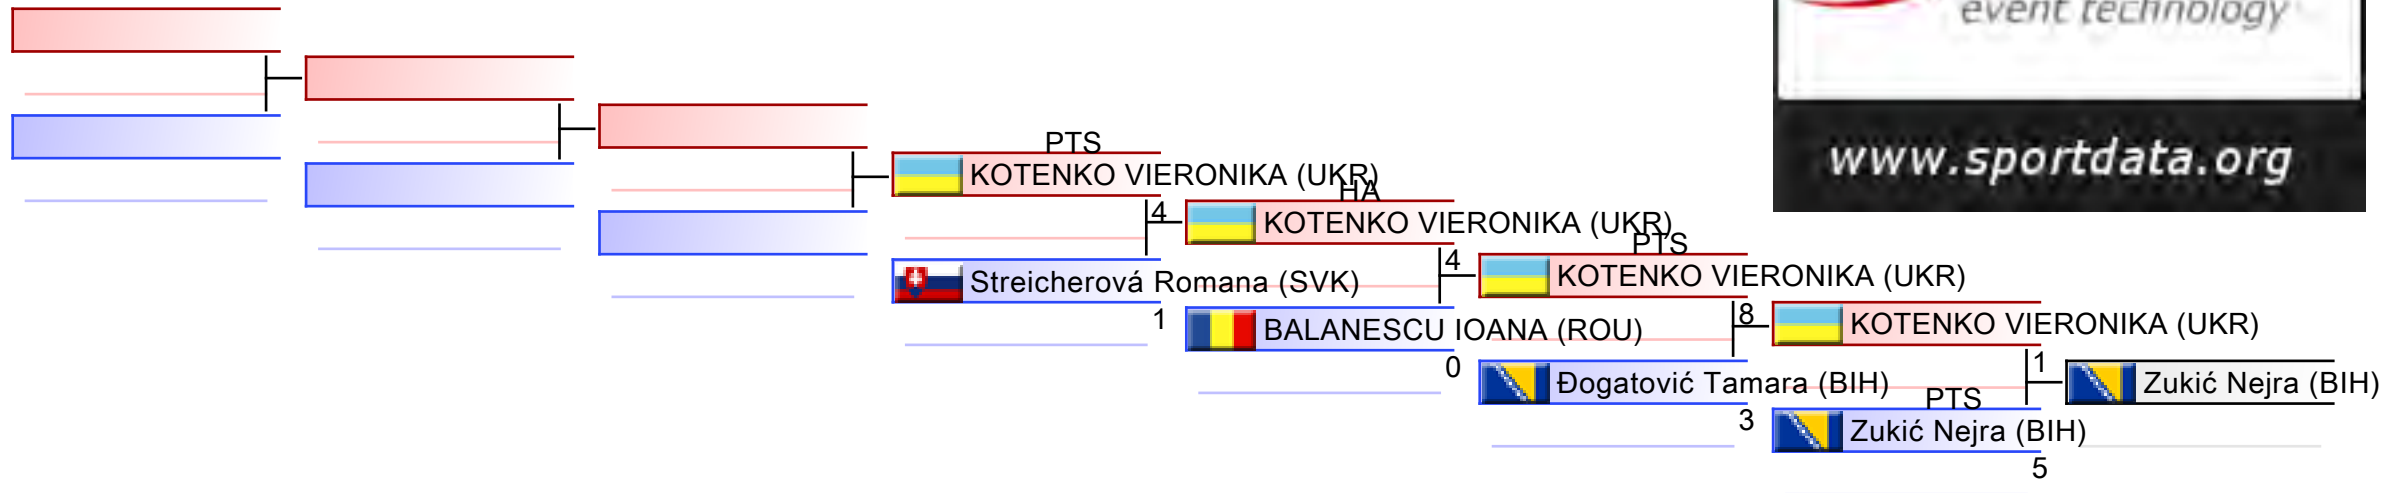 event technology
www.sportdata.org
PTS
KOTENKO VIERONIKA (UKR)
4
Streicherová Romana (SVK)
1
HA
KOTENKO VIERONIKA (UKR)
4
BALANESCU IOANA (ROU)
0
PTS
KOTENKO VIERONIKA (UKR)
8
Đogatović Tamara (BIH)
3
KOTENKO VIERONIKA (UKR)
1
PTS
Zukić Nejra (BIH)
5
Zukić Nejra (BIH)